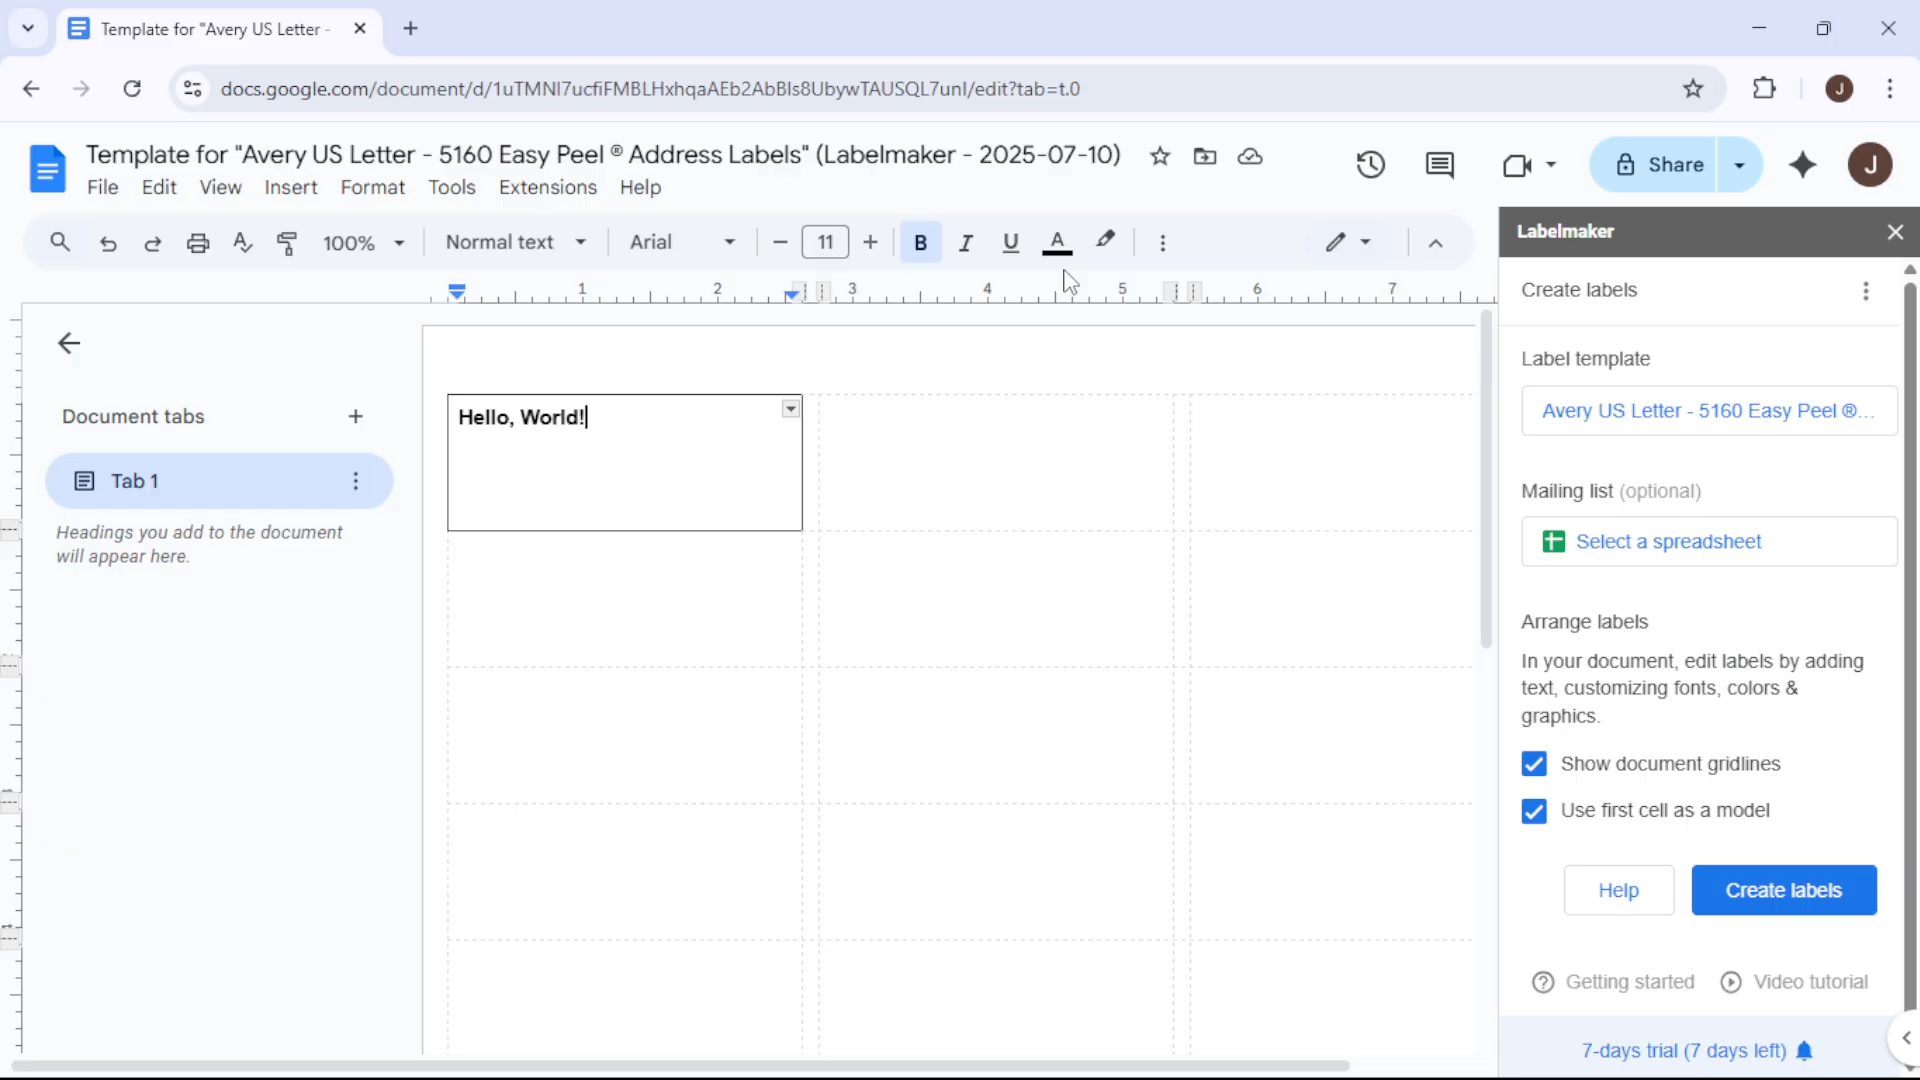 Template for "Avery US Letter -
docs.google.com/document/d/1uTMNI7ucfiFMBLHxhqaAEb2AbBIs8UbywTAUSQL7unI/edit?tab=t.0
J
Template for "Avery US Letter - 5160 Easy Peel ® Address Labels" (Labelmaker - 2025-07-10)
File Edit View Insert Format Tools Extensions Help
Share
J
100% Normal text Arial 11 B I U A
Labelmaker
1 2 3 4 5 6 7
Create labels
Document tabs
Tab 1
Headings you add to the document
will appear here.
Hello, World!
Label template
Avery US Letter - 5160 Easy Peel ®...
Mailing list (optional)
Select a spreadsheet
Arrange labels
In your document, edit labels by adding
text, customizing fonts, colors &
graphics.
Show document gridlines
Use first cell as a model
Help Create labels
Getting started Video tutorial
7-days trial (7 days left)